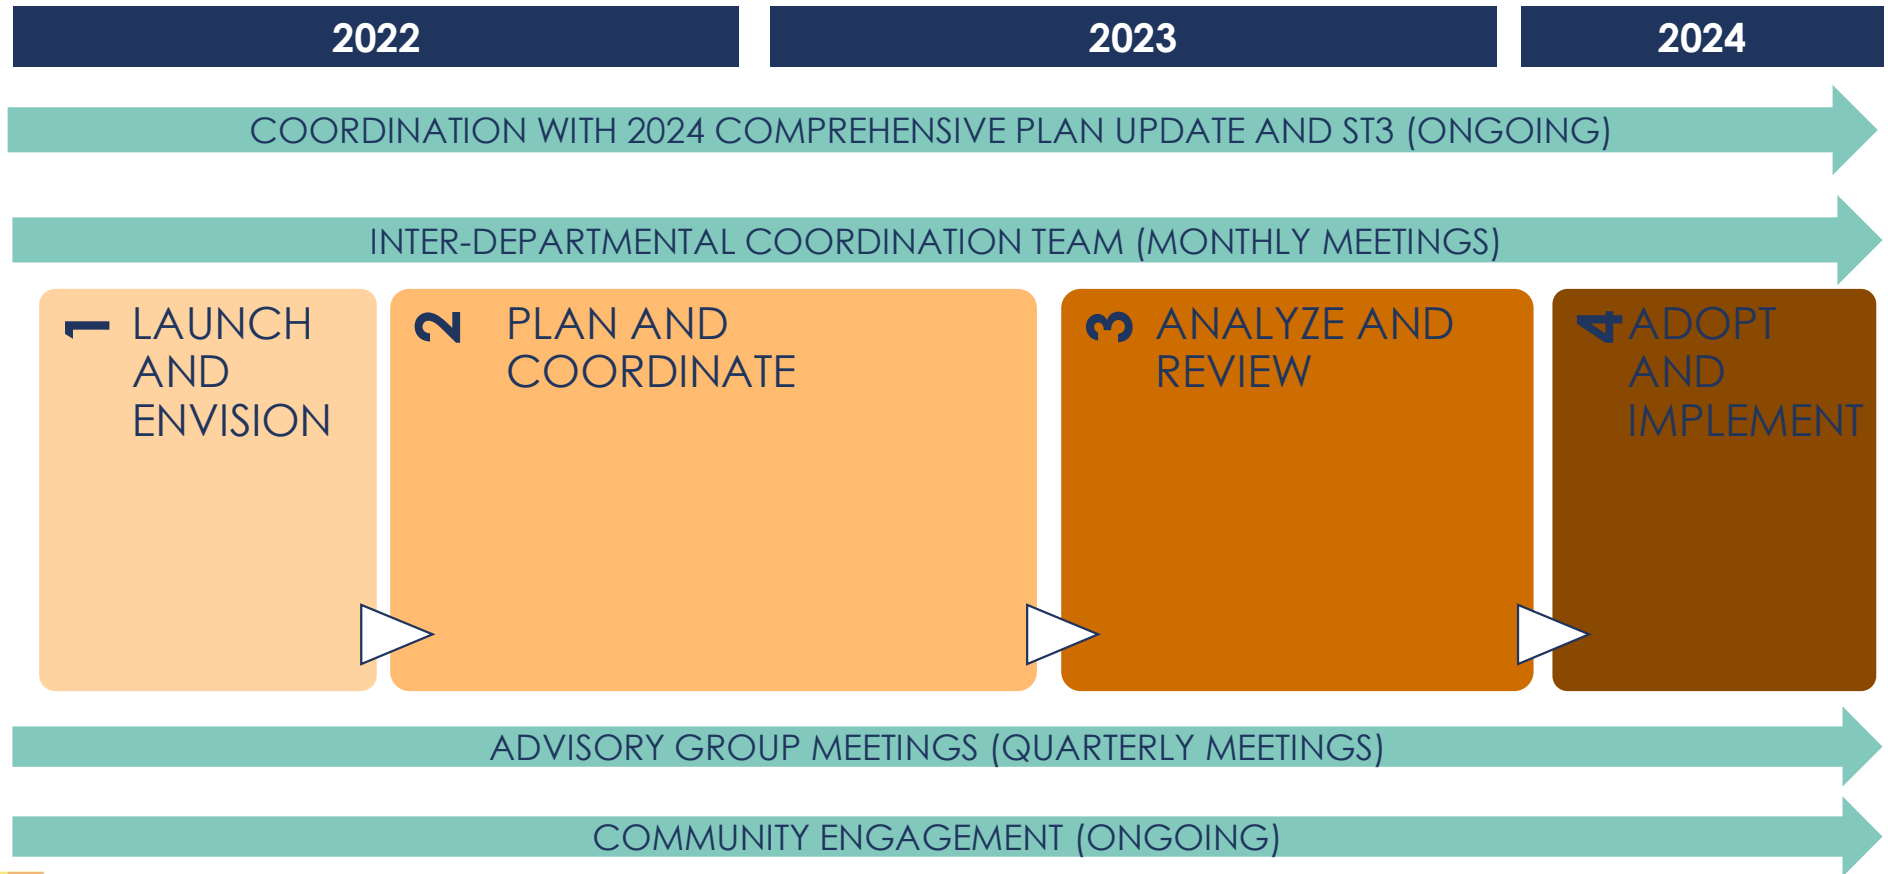 2022
2023
2024
COORDINATION WITH 2024 COMPREHENSIVE PLAN UPDATE AND ST3 (ONGOING)
INTER-DEPARTMENTAL COORDINATION TEAM (MONTHLY MEETINGS)
1
LAUNCH
AND
ENVISION
2
PLAN AND
COORDINATE
3
ANALYZE AND
REVIEW
4
ADOPT
AND
IMPLEMENT
ADVISORY GROUP MEETINGS (QUARTERLY MEETINGS)
COMMUNITY ENGAGEMENT (ONGOING)